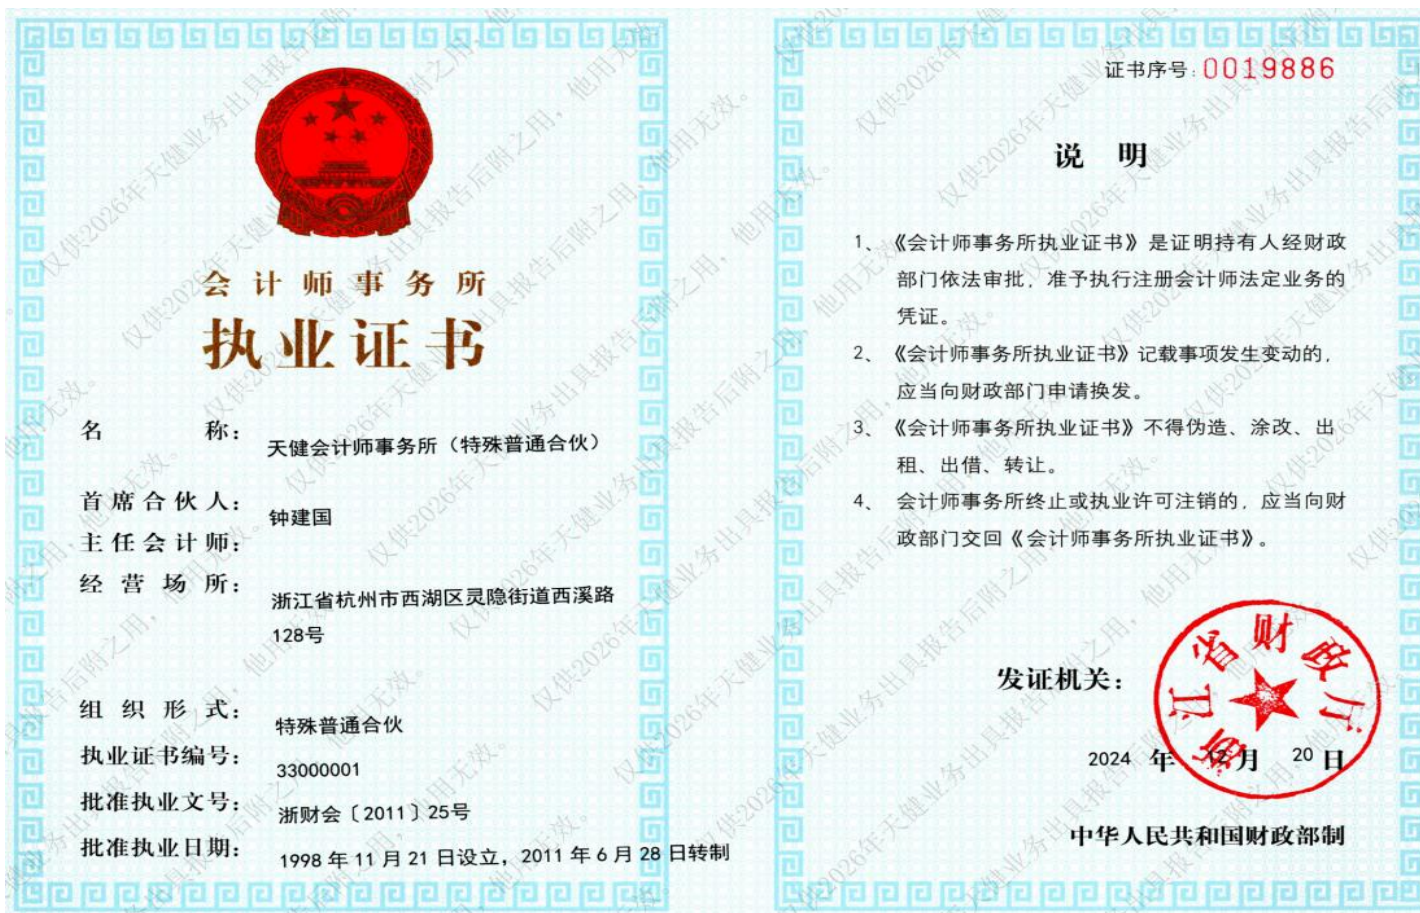 会计师事务所
执业证书
名称：
天健会计师事务所（特殊普通合伙）
首席合伙人：
钟建国
主任会计师：
经营场所：
浙江省杭州市西湖区灵隐街道西溪路
128号
组织形式：
特殊普通合伙
执业证书编号：
33000001
批准执业文号：
浙财会〔2011〕25号
批准执业日期：
1998年11月21日设立，2011年6月28日转制
证书序号：0019886
说 明
1、《会计师事务所执业证书》是证明持有人经财政
部门依法审批，准予执行注册会计师法定业务的
凭证。
2、《会计师事务所执业证书》记载事项发生变动的，
应当向财政部门申请换发。
3、《会计师事务所执业证书》不得伪造、涂改、出
租、出借、转让。
4、会计师事务所终止或执业许可注销的，应当向财
政部门交回《会计师事务所执业证书》。
发证机关：
浙江省财政厅
2024年12月20日
中华人民共和国财政部制
仅供2026年天健业务出具报告后附之用，他用无效。